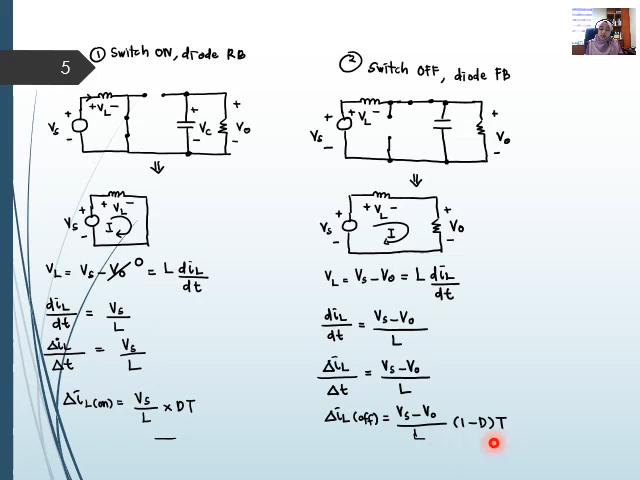 5
① Switch ON, diode RB
+ VL −
+
Vs
−
+
Vc
−
+
Vo
−
⇓
+ VL −
+
Vs
−
I
VL = Vs − Vo 0 = L diL/dt
diL/dt = Vs/L
ΔiL/Δt = Vs/L
ΔiL(on) = Vs/L × DT
② Switch OFF, diode FB
+ VL −
+
Vs
−
+
Vo
−
⇓
+ VL −
+
Vs
−
I
+
Vo
−
VL = Vs − Vo = L diL/dt
diL/dt = Vs − Vo/L
ΔiL/Δt = Vs − Vo/L
ΔiL(off) = Vs − Vo/L (1 − D) T